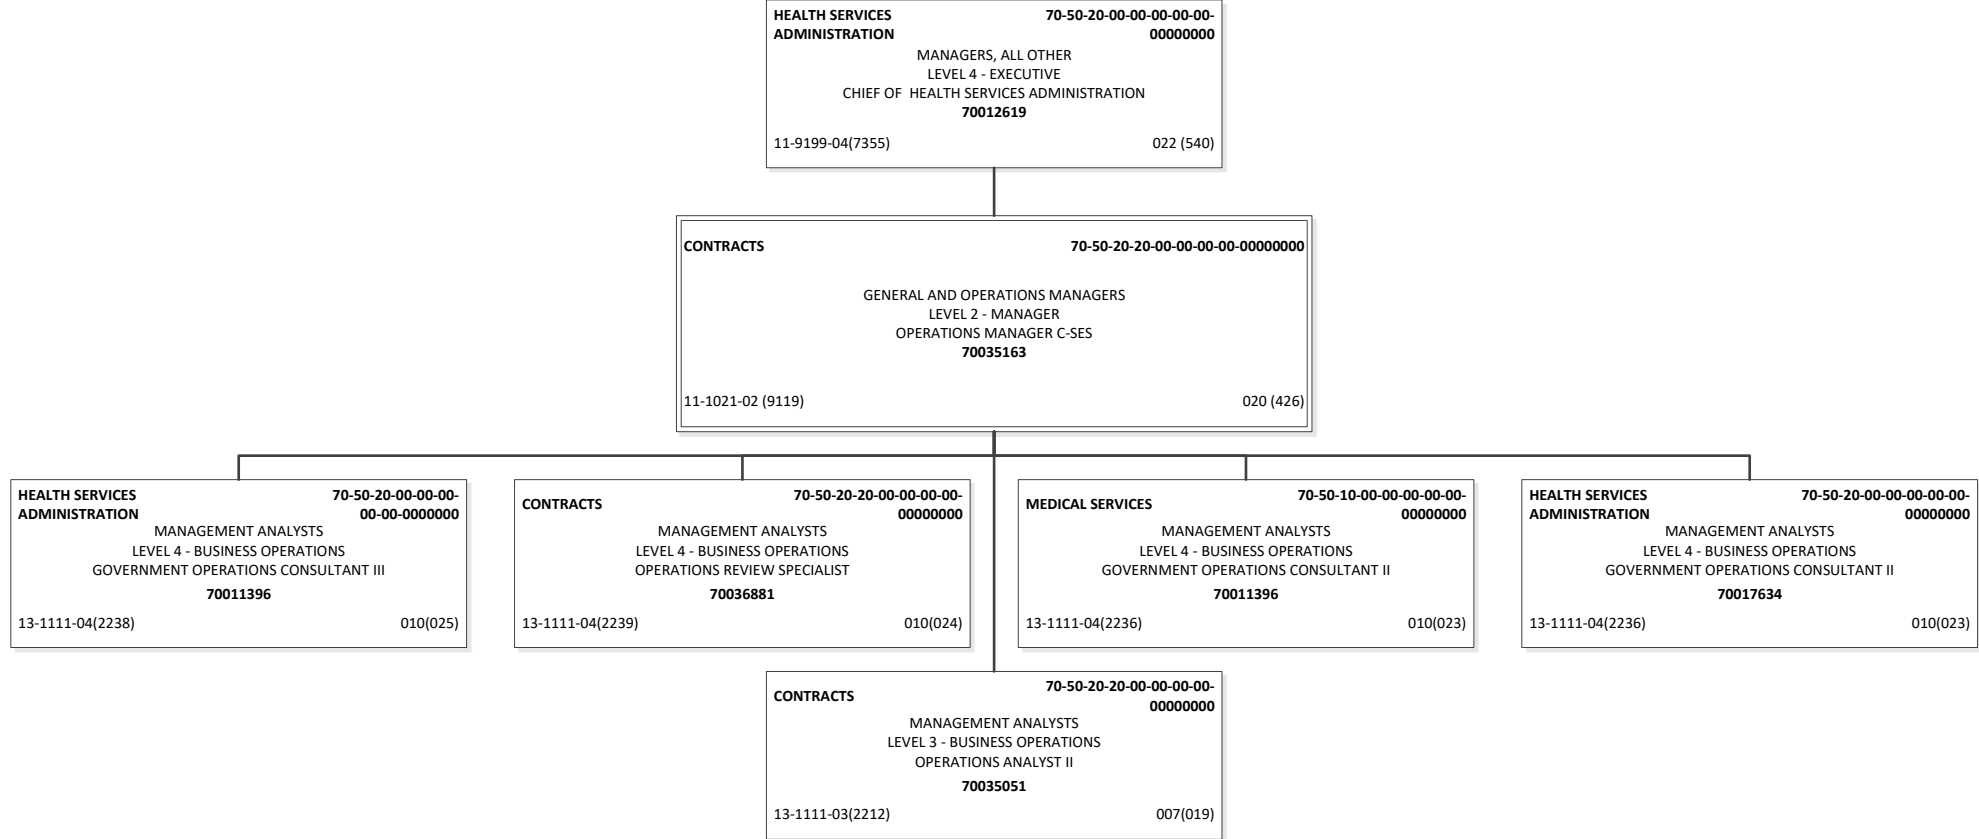 HEALTH SERVICES ADMINISTRATION
70-50-20-00-00-00-00-00-
00000000
MANAGERS, ALL OTHER
LEVEL 4 - EXECUTIVE
CHIEF OF  HEALTH SERVICES ADMINISTRATION
70012619
11-9199-04(7355)
022 (540)
CONTRACTS
70-50-20-20-00-00-00-00-00000000
GENERAL AND OPERATIONS MANAGERS
LEVEL 2 - MANAGER
OPERATIONS MANAGER C-SES
70035163
11-1021-02 (9119)
020 (426)
HEALTH SERVICES
ADMINISTRATION
70-50-20-00-00-00-
00-00-0000000
MANAGEMENT ANALYSTS
LEVEL 4 - BUSINESS OPERATIONS
GOVERNMENT OPERATIONS CONSULTANT III
70011396
13-1111-04(2238)
010(025)
CONTRACTS
70-50-20-20-00-00-00-00-
00000000
MANAGEMENT ANALYSTS
LEVEL 4 - BUSINESS OPERATIONS
OPERATIONS REVIEW SPECIALIST
70036881
13-1111-04(2239)
010(024)
MEDICAL SERVICES
70-50-10-00-00-00-00-00-
00000000
MANAGEMENT ANALYSTS
LEVEL 4 - BUSINESS OPERATIONS
GOVERNMENT OPERATIONS CONSULTANT II
70011396
13-1111-04(2236)
010(023)
HEALTH SERVICES
ADMINISTRATION
70-50-20-00-00-00-00-00-
00000000
MANAGEMENT ANALYSTS
LEVEL 4 - BUSINESS OPERATIONS
GOVERNMENT OPERATIONS CONSULTANT II
70017634
13-1111-04(2236)
010(023)
CONTRACTS
70-50-20-20-00-00-00-00-
00000000
MANAGEMENT ANALYSTS
LEVEL 3 - BUSINESS OPERATIONS
OPERATIONS ANALYST II
70035051
13-1111-03(2212)
007(019)